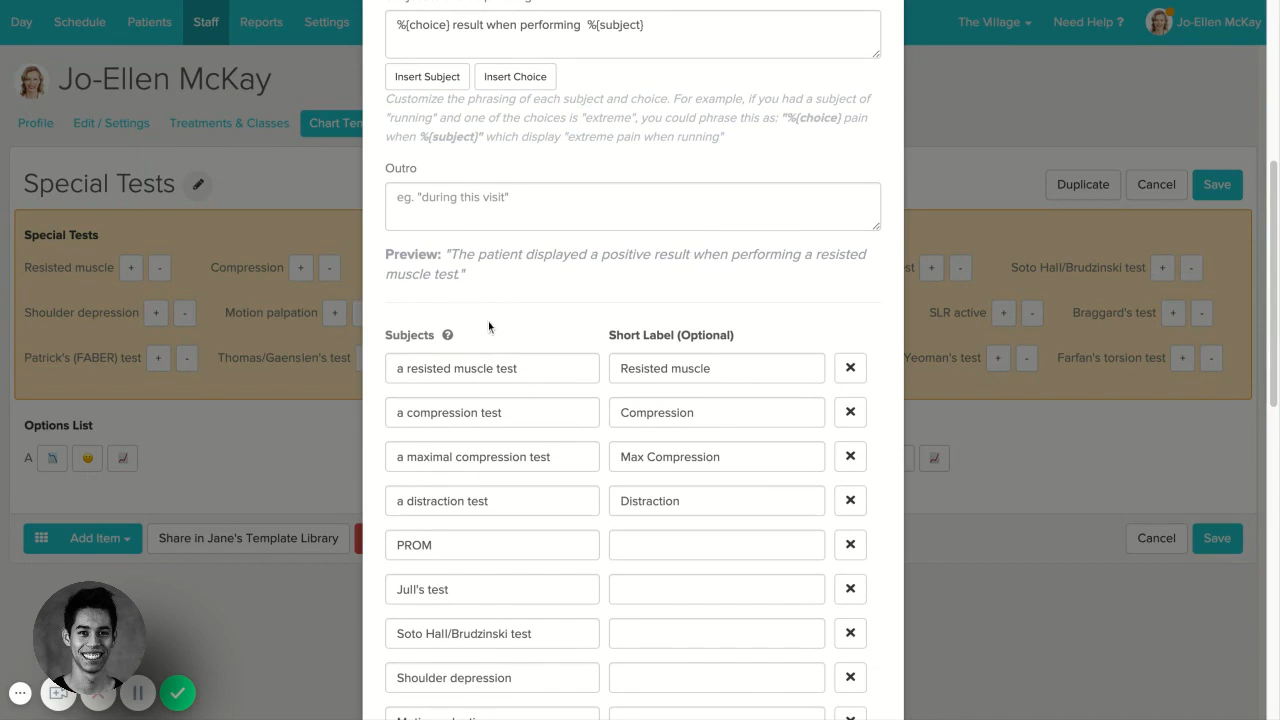 Day Schedule Patients Staff Reports Settings The Village Need Help ? Jo-Ellen McKay
%{choice} result when performing  %{subject}
Insert Subject Insert Choice
Customize the phrasing of each subject and choice. For example, if you had a subject of
"running" and one of the choices is "extreme", you could phrase this as: "%{choice} pain
when %{subject}" which display "extreme pain when running"
Jo-Ellen McKay
Profile Edit / Settings Treatments & Classes Chart Tem
Outro
eg. "during this visit"
Special Tests Duplicate Cancel Save
Preview: "The patient displayed a positive result when performing a resisted
muscle test."
Special Tests
Resisted muscle + - Compression + - + - Soto Hall/Brudzinski test + -
Shoulder depression + - Motion palpation + SLR active + - Braggard's test + -
Patrick's (FABER) test + - Thomas/Gaenslen's test Yeoman's test + - Farfan's torsion test + -
Options List
A
Subjects ? Short Label (Optional)
a resisted muscle test Resisted muscle
a compression test Compression
a maximal compression test Max Compression
a distraction test Distraction
PROM
Jull's test
Soto Hall/Brudzinski test
Shoulder depression
Add Item Share in Jane's Template Library Cancel Save